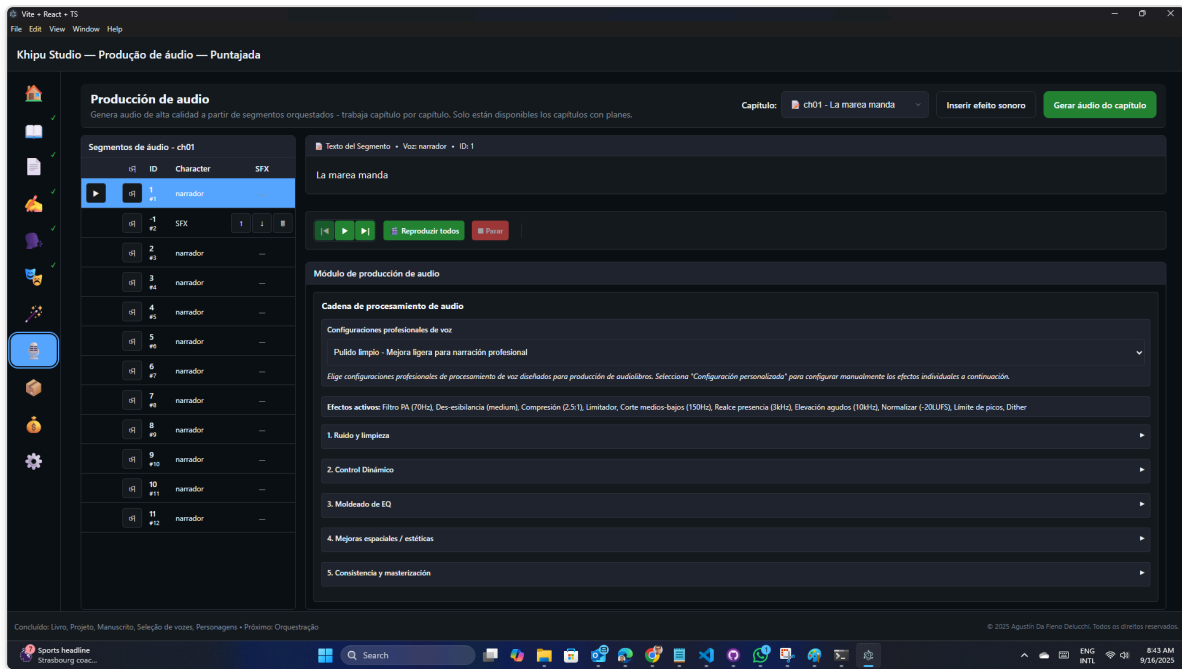 Vite + React + TS
File Edit View Window Help
Khipu Studio — Produção de áudio — Puntajada
Producción de audio
Genera audio de alta calidad a partir de segmentos orquestados - trabaja capítulo por capítulo. Solo están disponibles los capítulos con planes.
Capítulo: ch01 - La marea manda Inserir efeito sonoro Gerar áudio do capítulo
Segmentos de áudio - ch01
ID Character SFX
1 narrador
#1
-1 SFX ↑ ↓
#2
2 narrador —
#3
3 narrador —
#4
4 narrador —
#5
5 narrador —
#6
6 narrador —
#7
7 narrador —
#8
8 narrador —
#9
9 narrador —
#10
10 narrador —
#11
11 narrador —
#12
Texto del Segmento • Voz: narrador • ID: 1
La marea manda
Reproduzir todos Parar
Módulo de producción de audio
Cadena de procesamiento de audio
Configuraciones profesionales de voz
Pulido limpio - Mejora ligera para narración profesional
Elige configuraciones profesionales de procesamiento de voz diseñados para producción de audiolibros. Selecciona "Configuración personalizada" para configurar manualmente los efectos individuales a continuación.
Efectos activos: Filtro PA (70Hz), Des-esibilancia (medium), Compresión (2.5:1), Limitador, Corte medios-bajos (150Hz), Realce presencia (3kHz), Elevación agudos (10kHz), Normalizar (-20LUFS), Límite de picos, Dither
1. Ruido y limpieza
2. Control Dinámico
3. Moldeado de EQ
4. Mejoras espaciales / estéticas
5. Consistencia y masterización
Concluído: Livro, Projeto, Manuscrito, Seleção de vozes, Personagens • Próximo: Orquestração
© 2025 Agustín Da Fieno Delucchi. Todos os direitos reservados.
7 Sports headline
Strasbourg coac...
Search
ENG
INTL
8:43 AM
9/16/2025